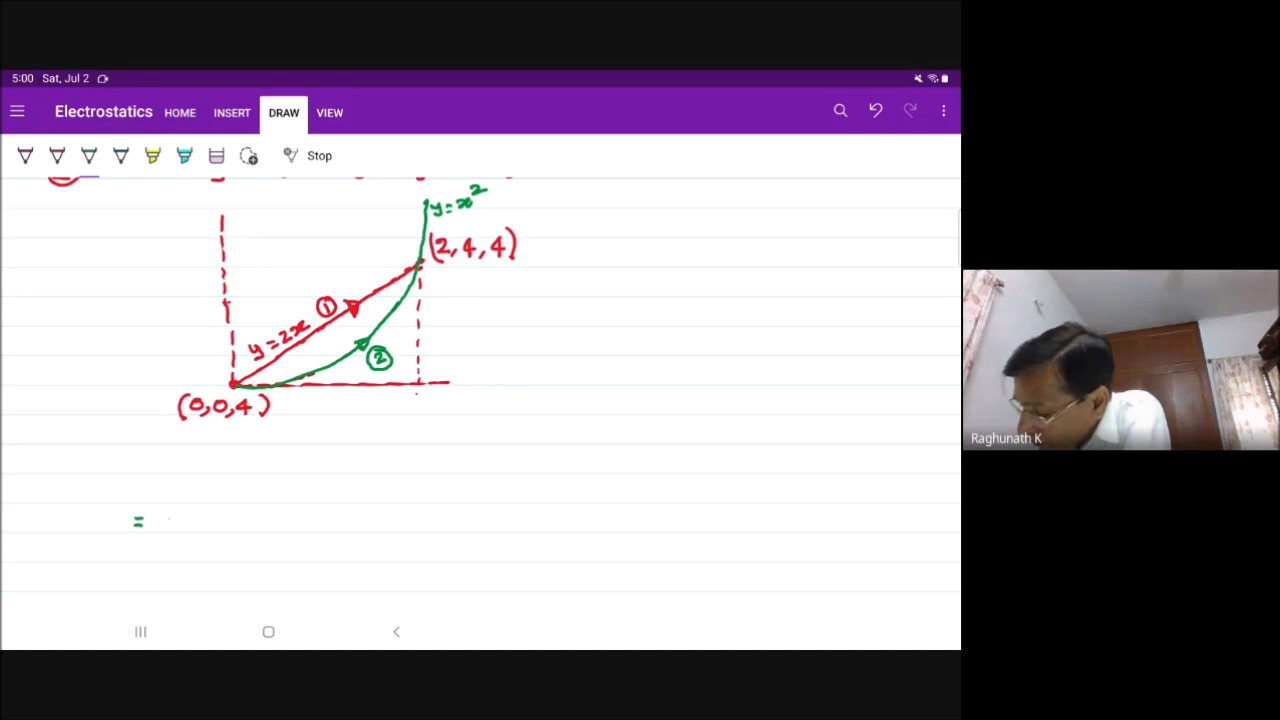 5:00 Sat, Jul 2
Electrostatics HOME INSERT DRAW VIEW
Stop
y=x²
(2,4,4)
①
y=2x
②
(0,0,4)
=
Raghunath K